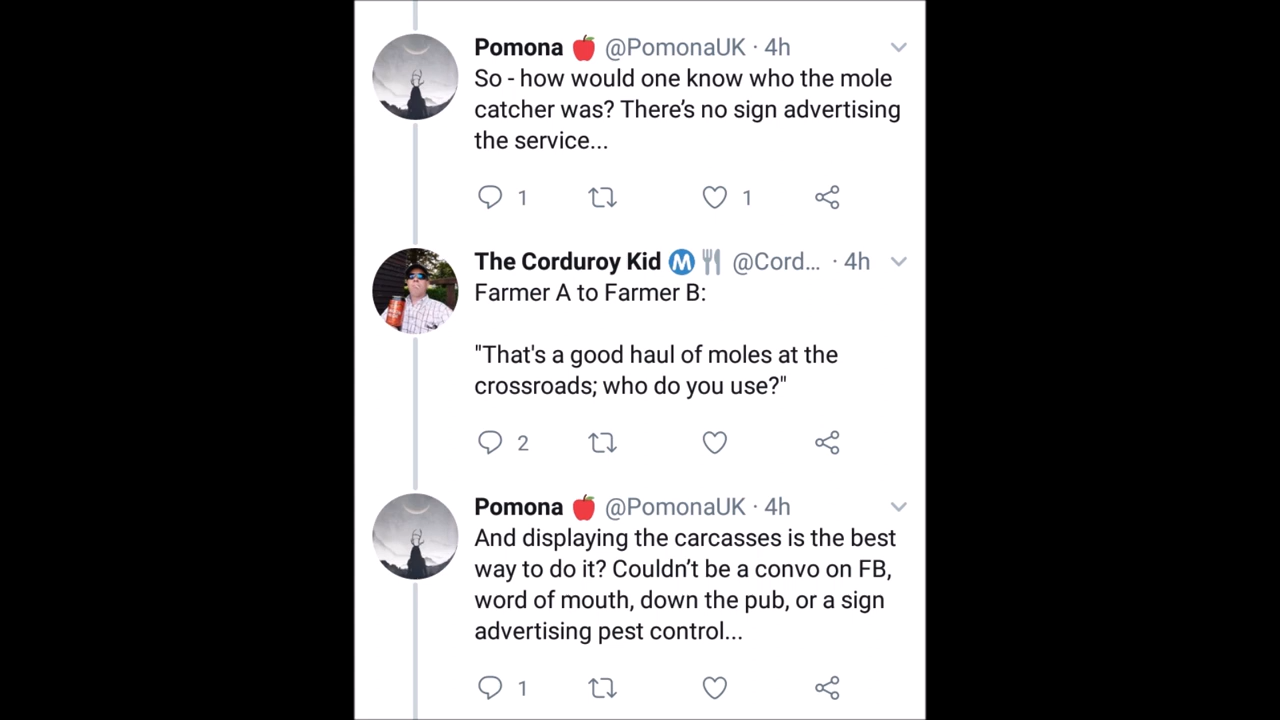 Pomona 🍎 @PomonaUK · 4h
So - how would one know who the mole
catcher was? There’s no sign advertising
the service...
1 1
The Corduroy Kid Ⓜ️🍴 @Cord... · 4h
Farmer A to Farmer B:
"That's a good haul of moles at the
crossroads; who do you use?"
2
Pomona 🍎 @PomonaUK · 4h
And displaying the carcasses is the best
way to do it? Couldn’t be a convo on FB,
word of mouth, down the pub, or a sign
advertising pest control...
1